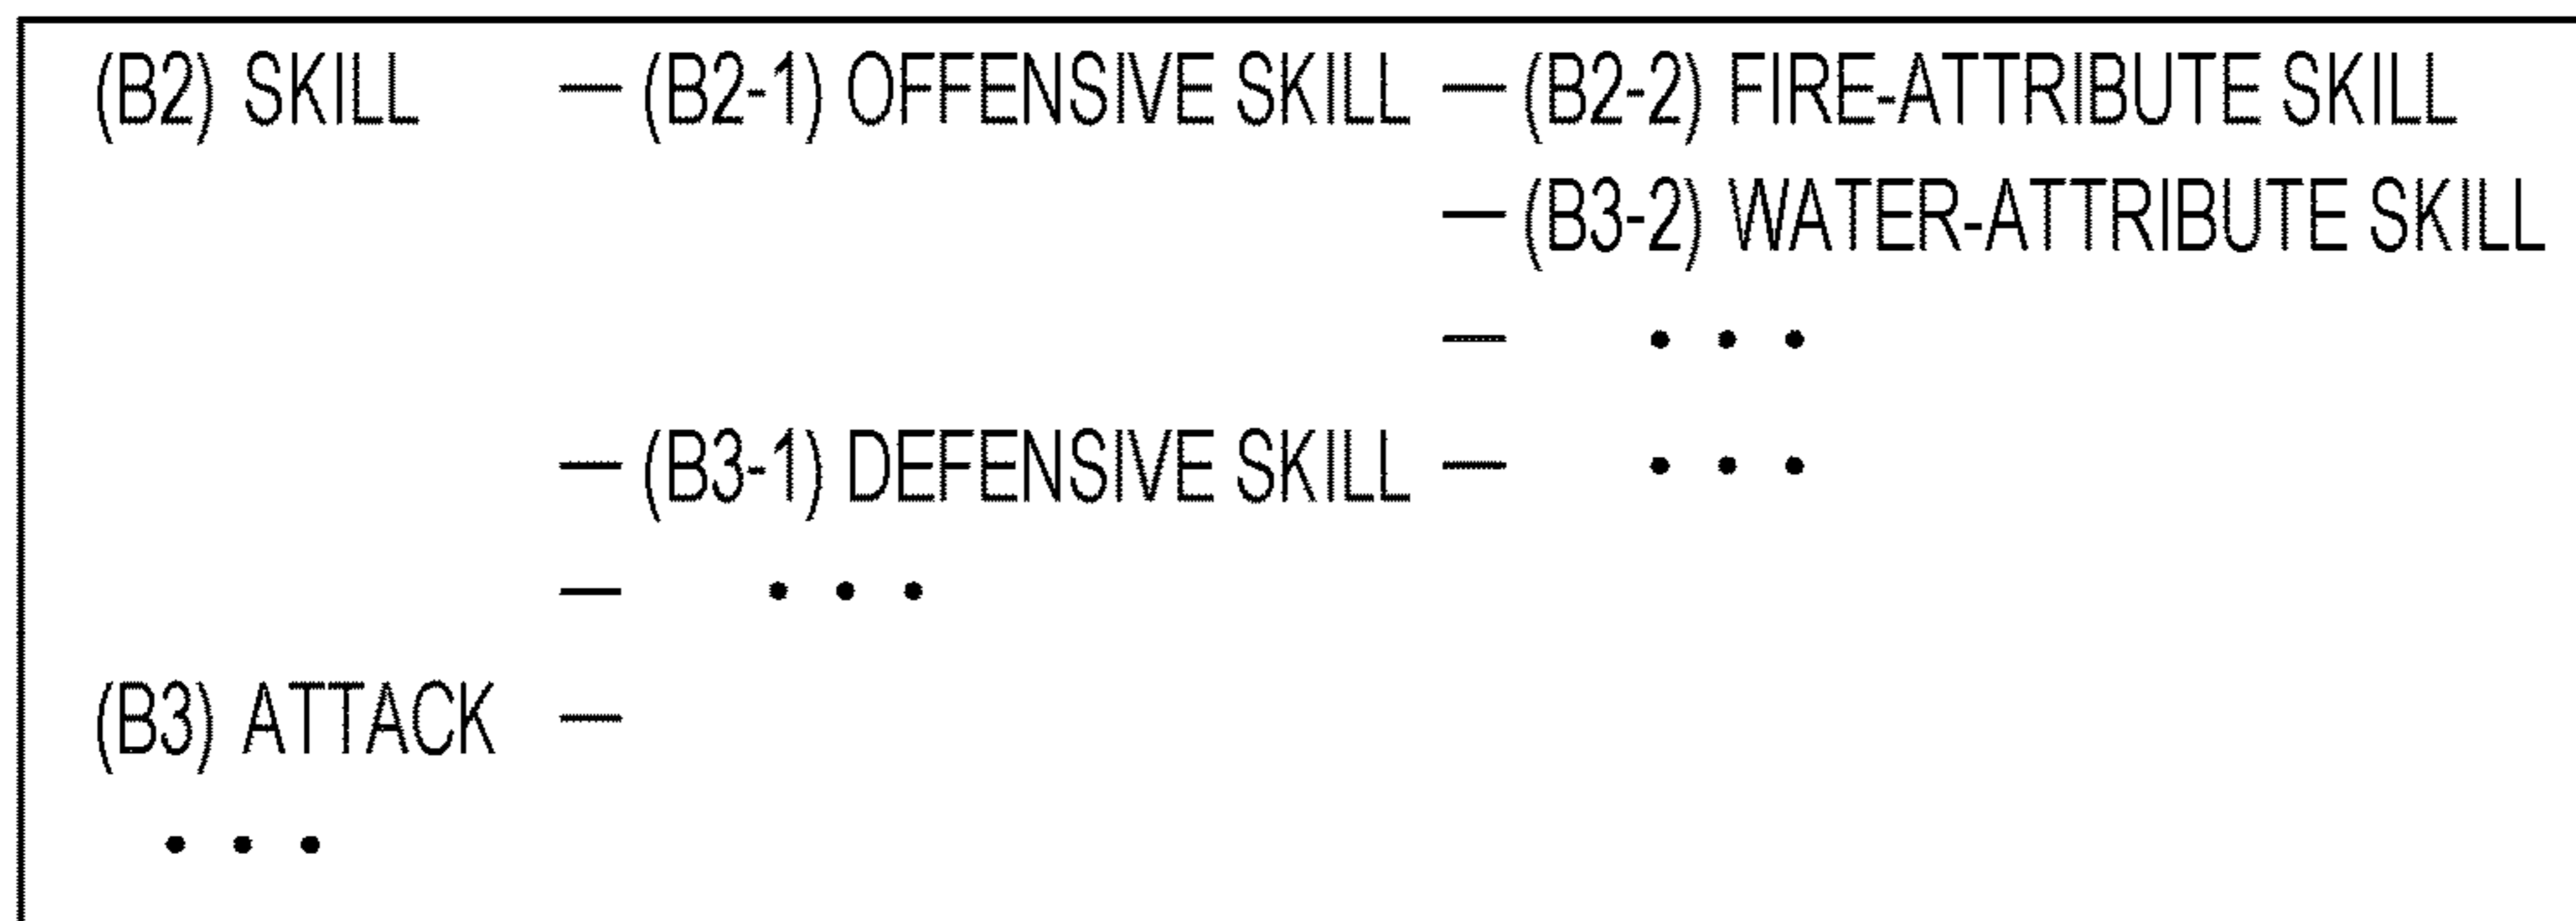 (B2) SKILL — (B2-1) OFFENSIVE SKILL — (B2-2) FIRE-ATTRIBUTE SKILL
— (B3-2) WATER-ATTRIBUTE SKILL
— • • •
— (B3-1) DEFENSIVE SKILL — • • •
— • • •
(B3) ATTACK —
• • •